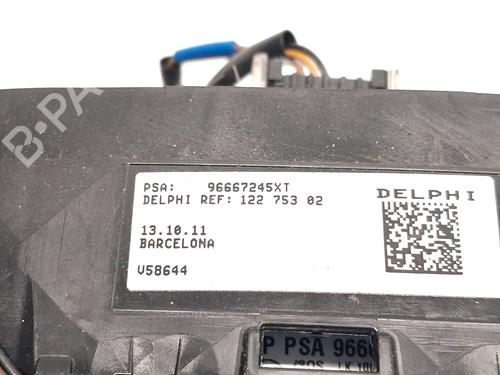 PSA: 96667245XT
DELPHI REF: 122 753 02
DELPHI
13.10.11
BARCELONA
V58644
P PSA 966
B-PA